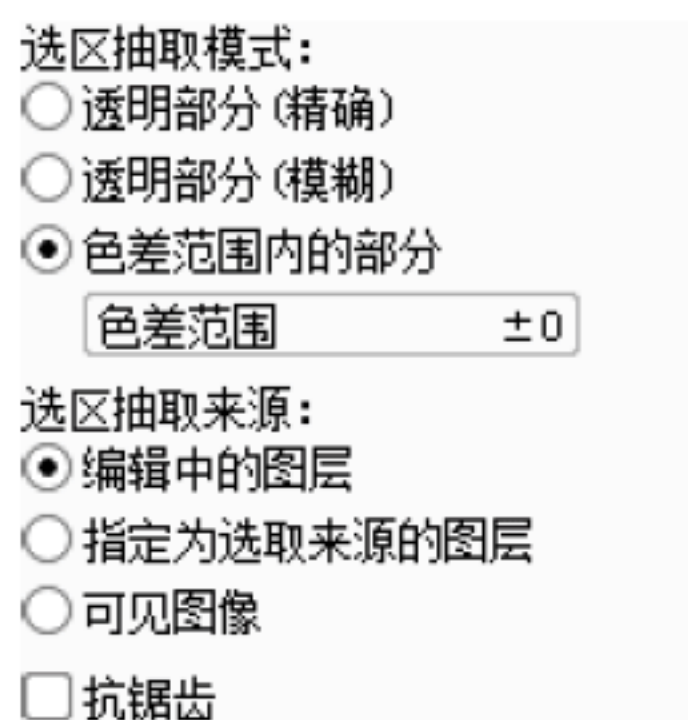 选区抽取模式：
透明部分(精确)
透明部分(模糊)
色差范围内的部分
色差范围 ±0
选区抽取来源：
编辑中的图层
指定为选取来源的图层
可见图像
抗锯齿